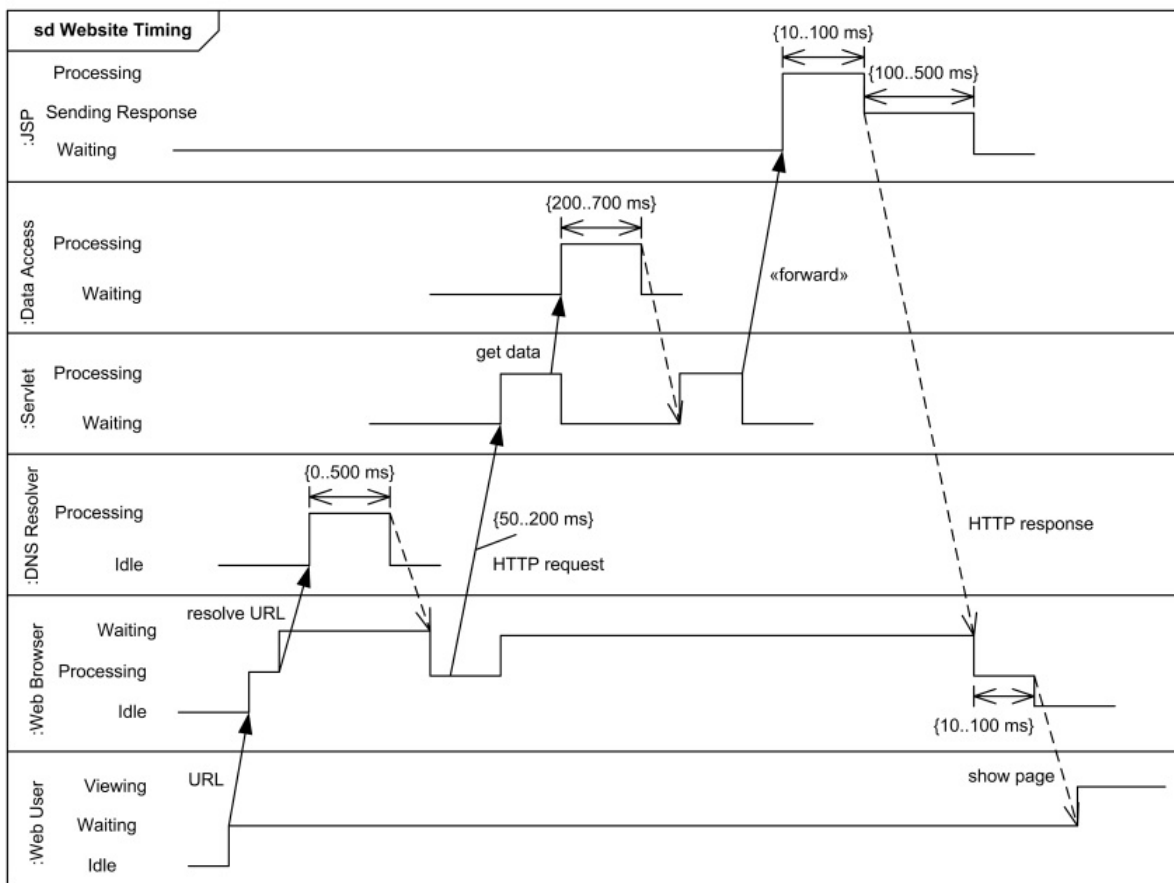 sd Website Timing
{10..100 ms}
{100..500 ms}
:JSP
Processing
Sending Response
Waiting
{200..700 ms}
:Data Access
Processing
Waiting
«forward»
get data
:Servlet
Processing
Waiting
{0..500 ms}
:DNS Resolver
Processing
Idle
{50..200 ms}
HTTP request
HTTP response
resolve URL
:Web Browser
Waiting
Processing
Idle
{10..100 ms}
URL
show page
:Web User
Viewing
Waiting
Idle